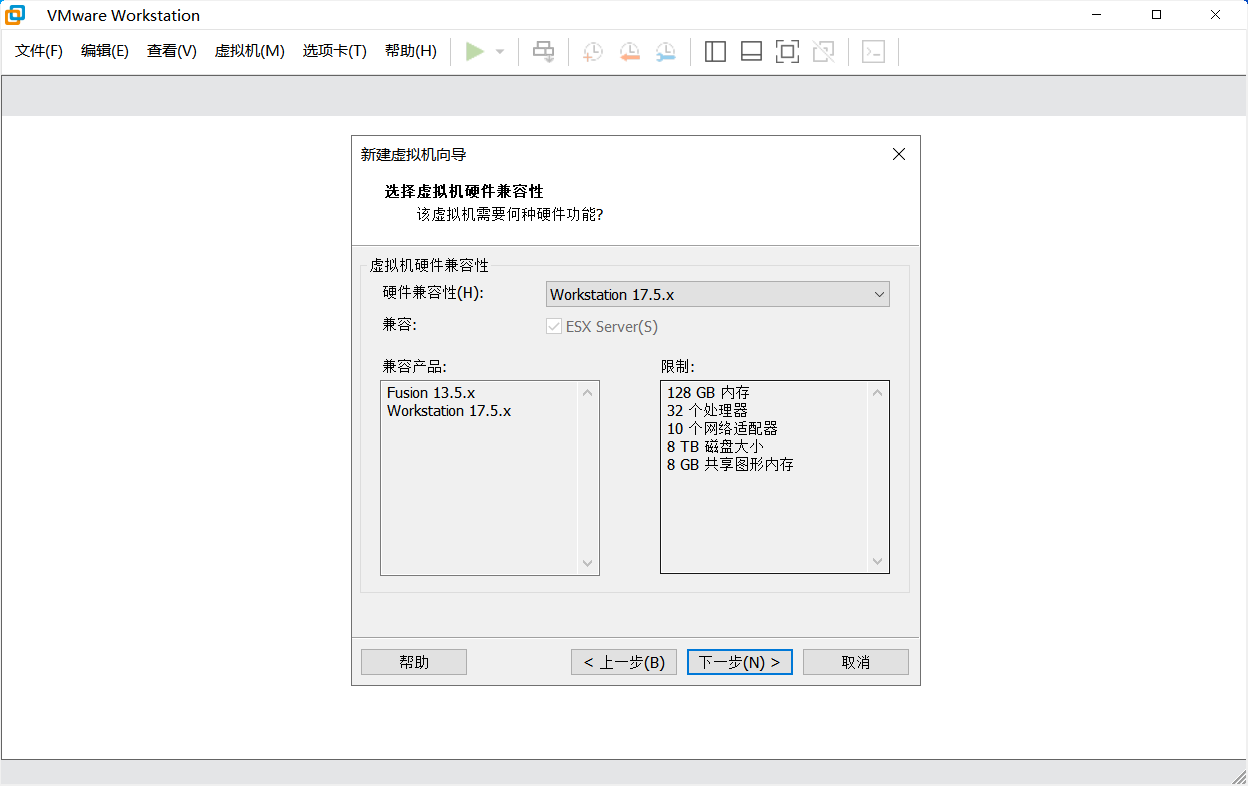 VMware Workstation
文件(F) 编辑(E) 查看(V) 虚拟机(M) 选项卡(T) 帮助(H)
新建虚拟机向导
选择虚拟机硬件兼容性
该虚拟机需要何种硬件功能?
虚拟机硬件兼容性
硬件兼容性(H): Workstation 17.5.x
兼容: ESX Server(S)
兼容产品:
Fusion 13.5.x
Workstation 17.5.x
限制:
128 GB 内存
32 个处理器
10 个网络适配器
8 TB 磁盘大小
8 GB 共享图形内存
帮助 < 上一步(B) 下一步(N) > 取消